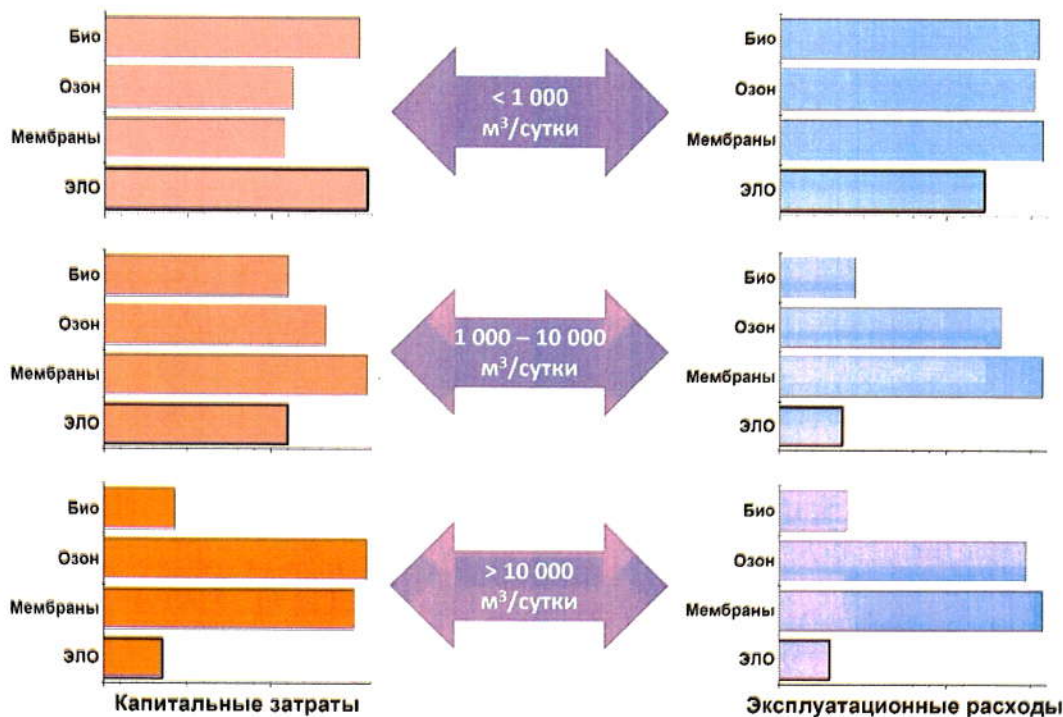 Био
Озон
Мембраны
ЭЛО
< 1 000
м³/сутки
Био
Озон
Мембраны
ЭЛО
Био
Озон
Мембраны
ЭЛО
1 000 – 10 000
м³/сутки
Био
Озон
Мембраны
ЭЛО
Био
Озон
Мембраны
ЭЛО
> 10 000
м³/сутки
Био
Озон
Мембраны
ЭЛО
Капитальные затраты
Эксплуатационные расходы